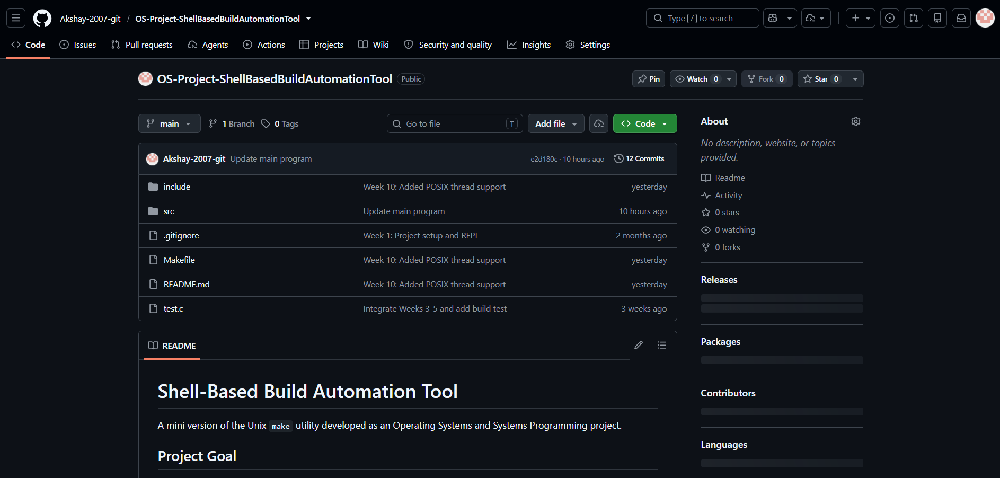 Akshay-2007-git / OS-Project-ShellBasedBuildAutomationTool
Type / to search
Code Issues Pull requests Agents Actions Projects Wiki Security and quality Insights Settings
OS-Project-ShellBasedBuildAutomationTool Public
Pin Watch 0 Fork 0 Star 0
main 1 Branch 0 Tags Go to file T Add file Code
Akshay-2007-git Update main program e2d180c · 10 hours ago 12 Commits
include Week 10: Added POSIX thread support yesterday
src Update main program 10 hours ago
.gitignore Week 1: Project setup and REPL 2 months ago
Makefile Week 10: Added POSIX thread support yesterday
README.md Week 10: Added POSIX thread support yesterday
test.c Integrate Weeks 3-5 and add build test 3 weeks ago
README
Shell-Based Build Automation Tool
A mini version of the Unix make utility developed as an Operating Systems and Systems Programming project.
Project Goal
About
No description, website, or topics
provided.
Readme
Activity
0 stars
0 watching
0 forks
Releases
Packages
Contributors
Languages